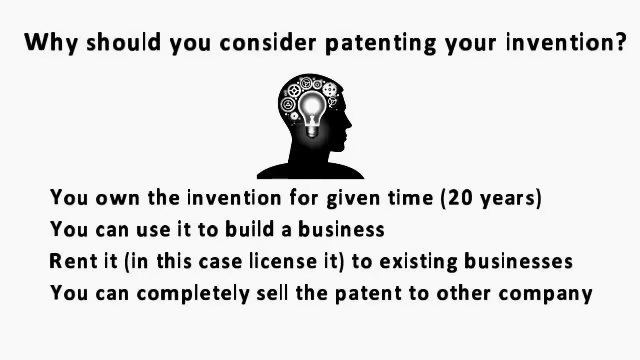 Why should you consider patenting your invention?
You own the invention for given time (20 years)
You can use it to build a business
Rent it (in this case license it) to existing businesses
You can completely sell the patent to other company